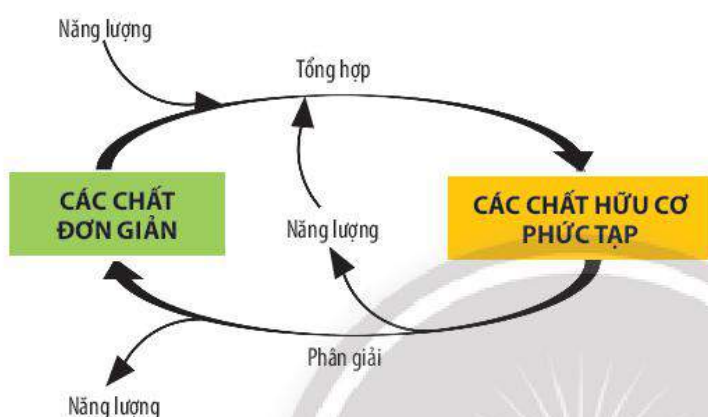 Năng lượng
Tổng hợp
CÁC CHẤT
ĐƠN GIẢN
Năng lượng
CÁC CHẤT HỮU CƠ
PHỨC TẠP
Phân giải
Năng lượng